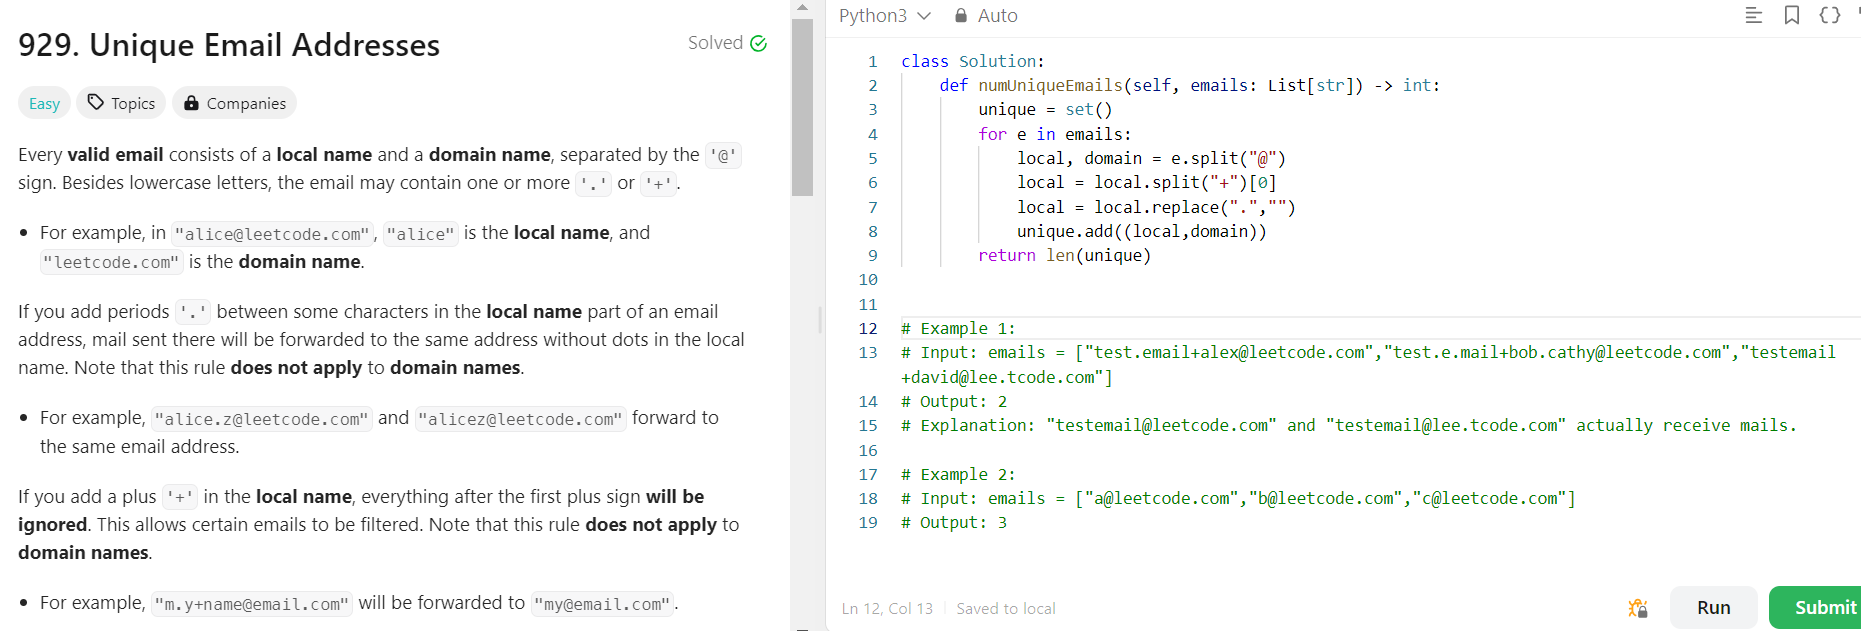 929. Unique Email Addresses
Solved
Easy
Topics
Companies
Every valid email consists of a local name and a domain name, separated by the '@'
sign. Besides lowercase letters, the email may contain one or more '.' or '+'.
• For example, in "alice@leetcode.com", "alice" is the local name, and
"leetcode.com" is the domain name.
If you add periods '.' between some characters in the local name part of an email
address, mail sent there will be forwarded to the same address without dots in the local
name. Note that this rule does not apply to domain names.
• For example, "alice.z@leetcode.com" and "alicez@leetcode.com" forward to
the same email address.
If you add a plus '+' in the local name, everything after the first plus sign will be
ignored. This allows certain emails to be filtered. Note that this rule does not apply to
domain names.
• For example, "m.y+name@email.com" will be forwarded to "my@email.com".
Python3
Auto
1 class Solution:
2     def numUniqueEmails(self, emails: List[str]) -> int:
3         unique = set()
4         for e in emails:
5             local, domain = e.split("@")
6             local = local.split("+")[0]
7             local = local.replace(".","")
8             unique.add((local,domain))
9         return len(unique)
10
11
12 # Example 1:
13 # Input: emails = ["test.email+alex@leetcode.com","test.e.mail+bob.cathy@leetcode.com","testemail
+david@lee.tcode.com"]
14 # Output: 2
15 # Explanation: "testemail@leetcode.com" and "testemail@lee.tcode.com" actually receive mails.
16
17 # Example 2:
18 # Input: emails = ["a@leetcode.com","b@leetcode.com","c@leetcode.com"]
19 # Output: 3
Ln 12, Col 13
Saved to local
Run
Submit